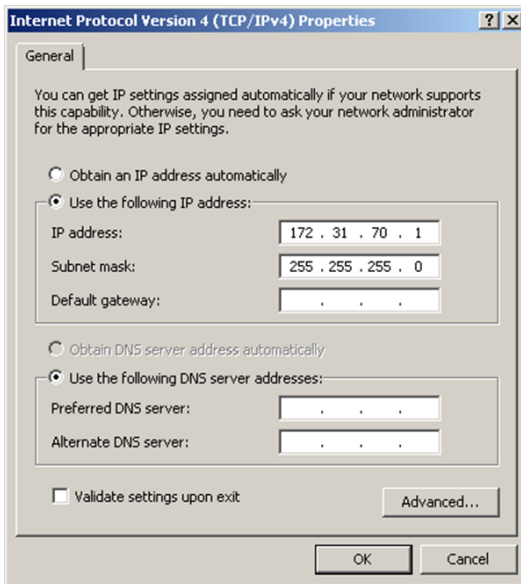 Internet Protocol Version 4 (TCP/IPv4) Properties
General
You can get IP settings assigned automatically if your network supports
this capability. Otherwise, you need to ask your network administrator
for the appropriate IP settings.
Obtain an IP address automatically
Use the following IP address:
IP address: 172 . 31 . 70 . 1
Subnet mask: 255 . 255 . 255 . 0
Default gateway: . . .
Obtain DNS server address automatically
Use the following DNS server addresses:
Preferred DNS server: . . .
Alternate DNS server: . . .
Validate settings upon exit
Advanced...
OK Cancel